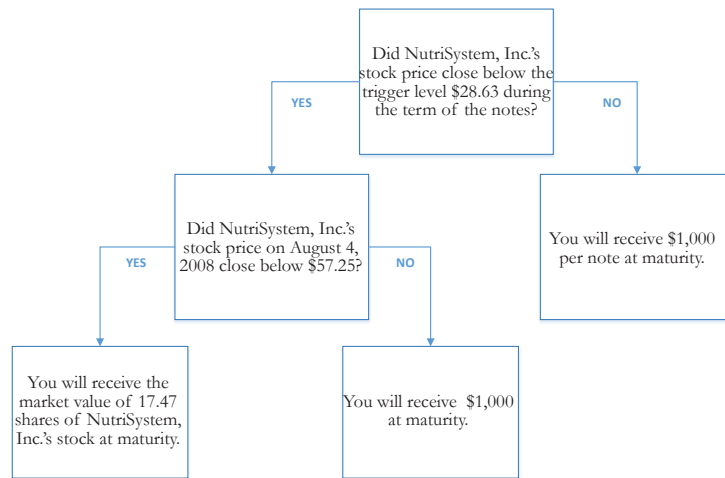 Did NutriSystem, Inc.'s
stock price close below the
trigger level $28.63 during
the term of the notes?
YES
NO
Did NutriSystem, Inc.'s
stock price on August 4,
2008 close below $57.25?
You will receive $1,000
per note at maturity.
YES
NO
You will receive the
market value of 17.47
shares of NutriSystem,
Inc.'s stock at maturity.
You will receive $1,000
at maturity.